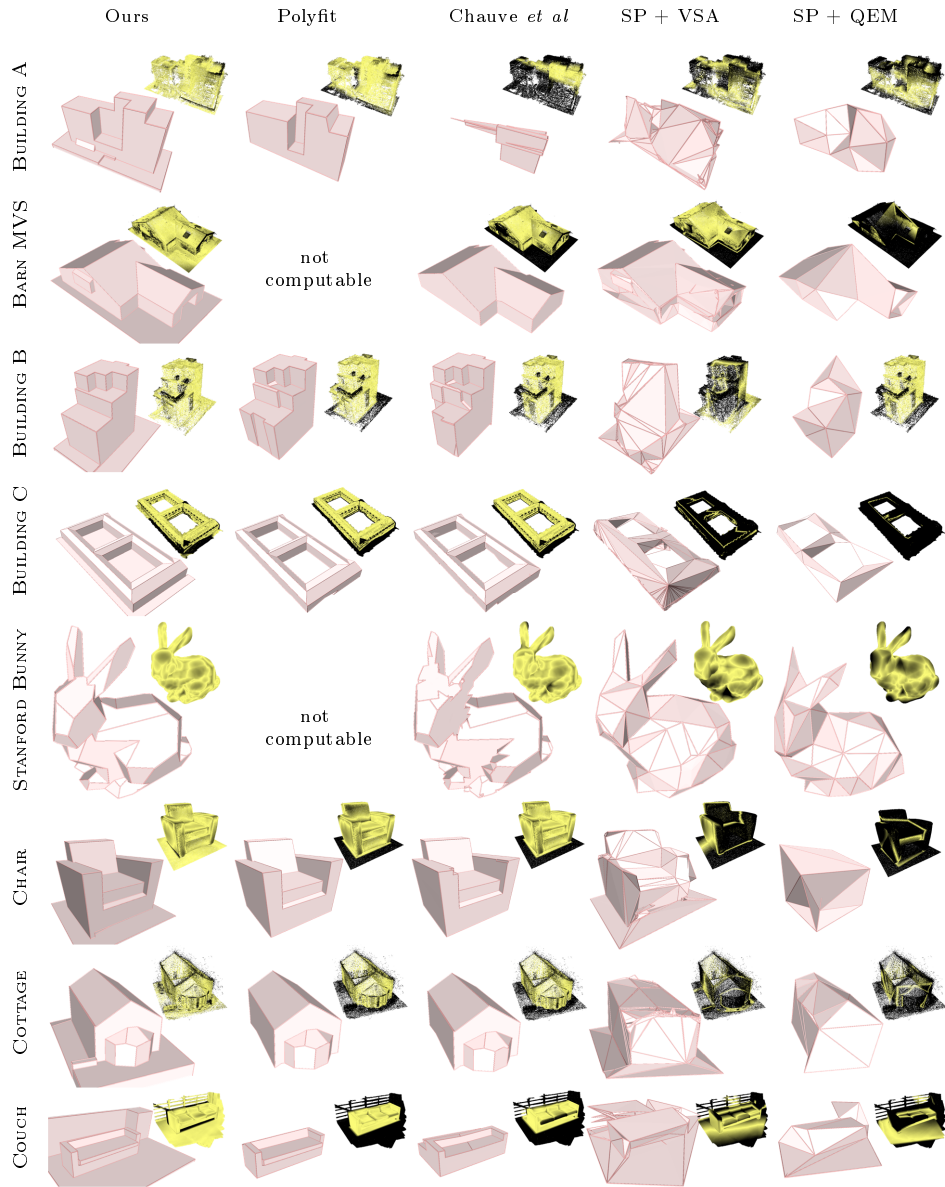 Ours Polyfit Chauve et al SP + VSA SP + QEM
BUILDING A
BARN MVS
not
computable
BUILDING B
BUILDING C
STANFORD BUNNY
not
computable
CHAIR
COTTAGE
COUCH